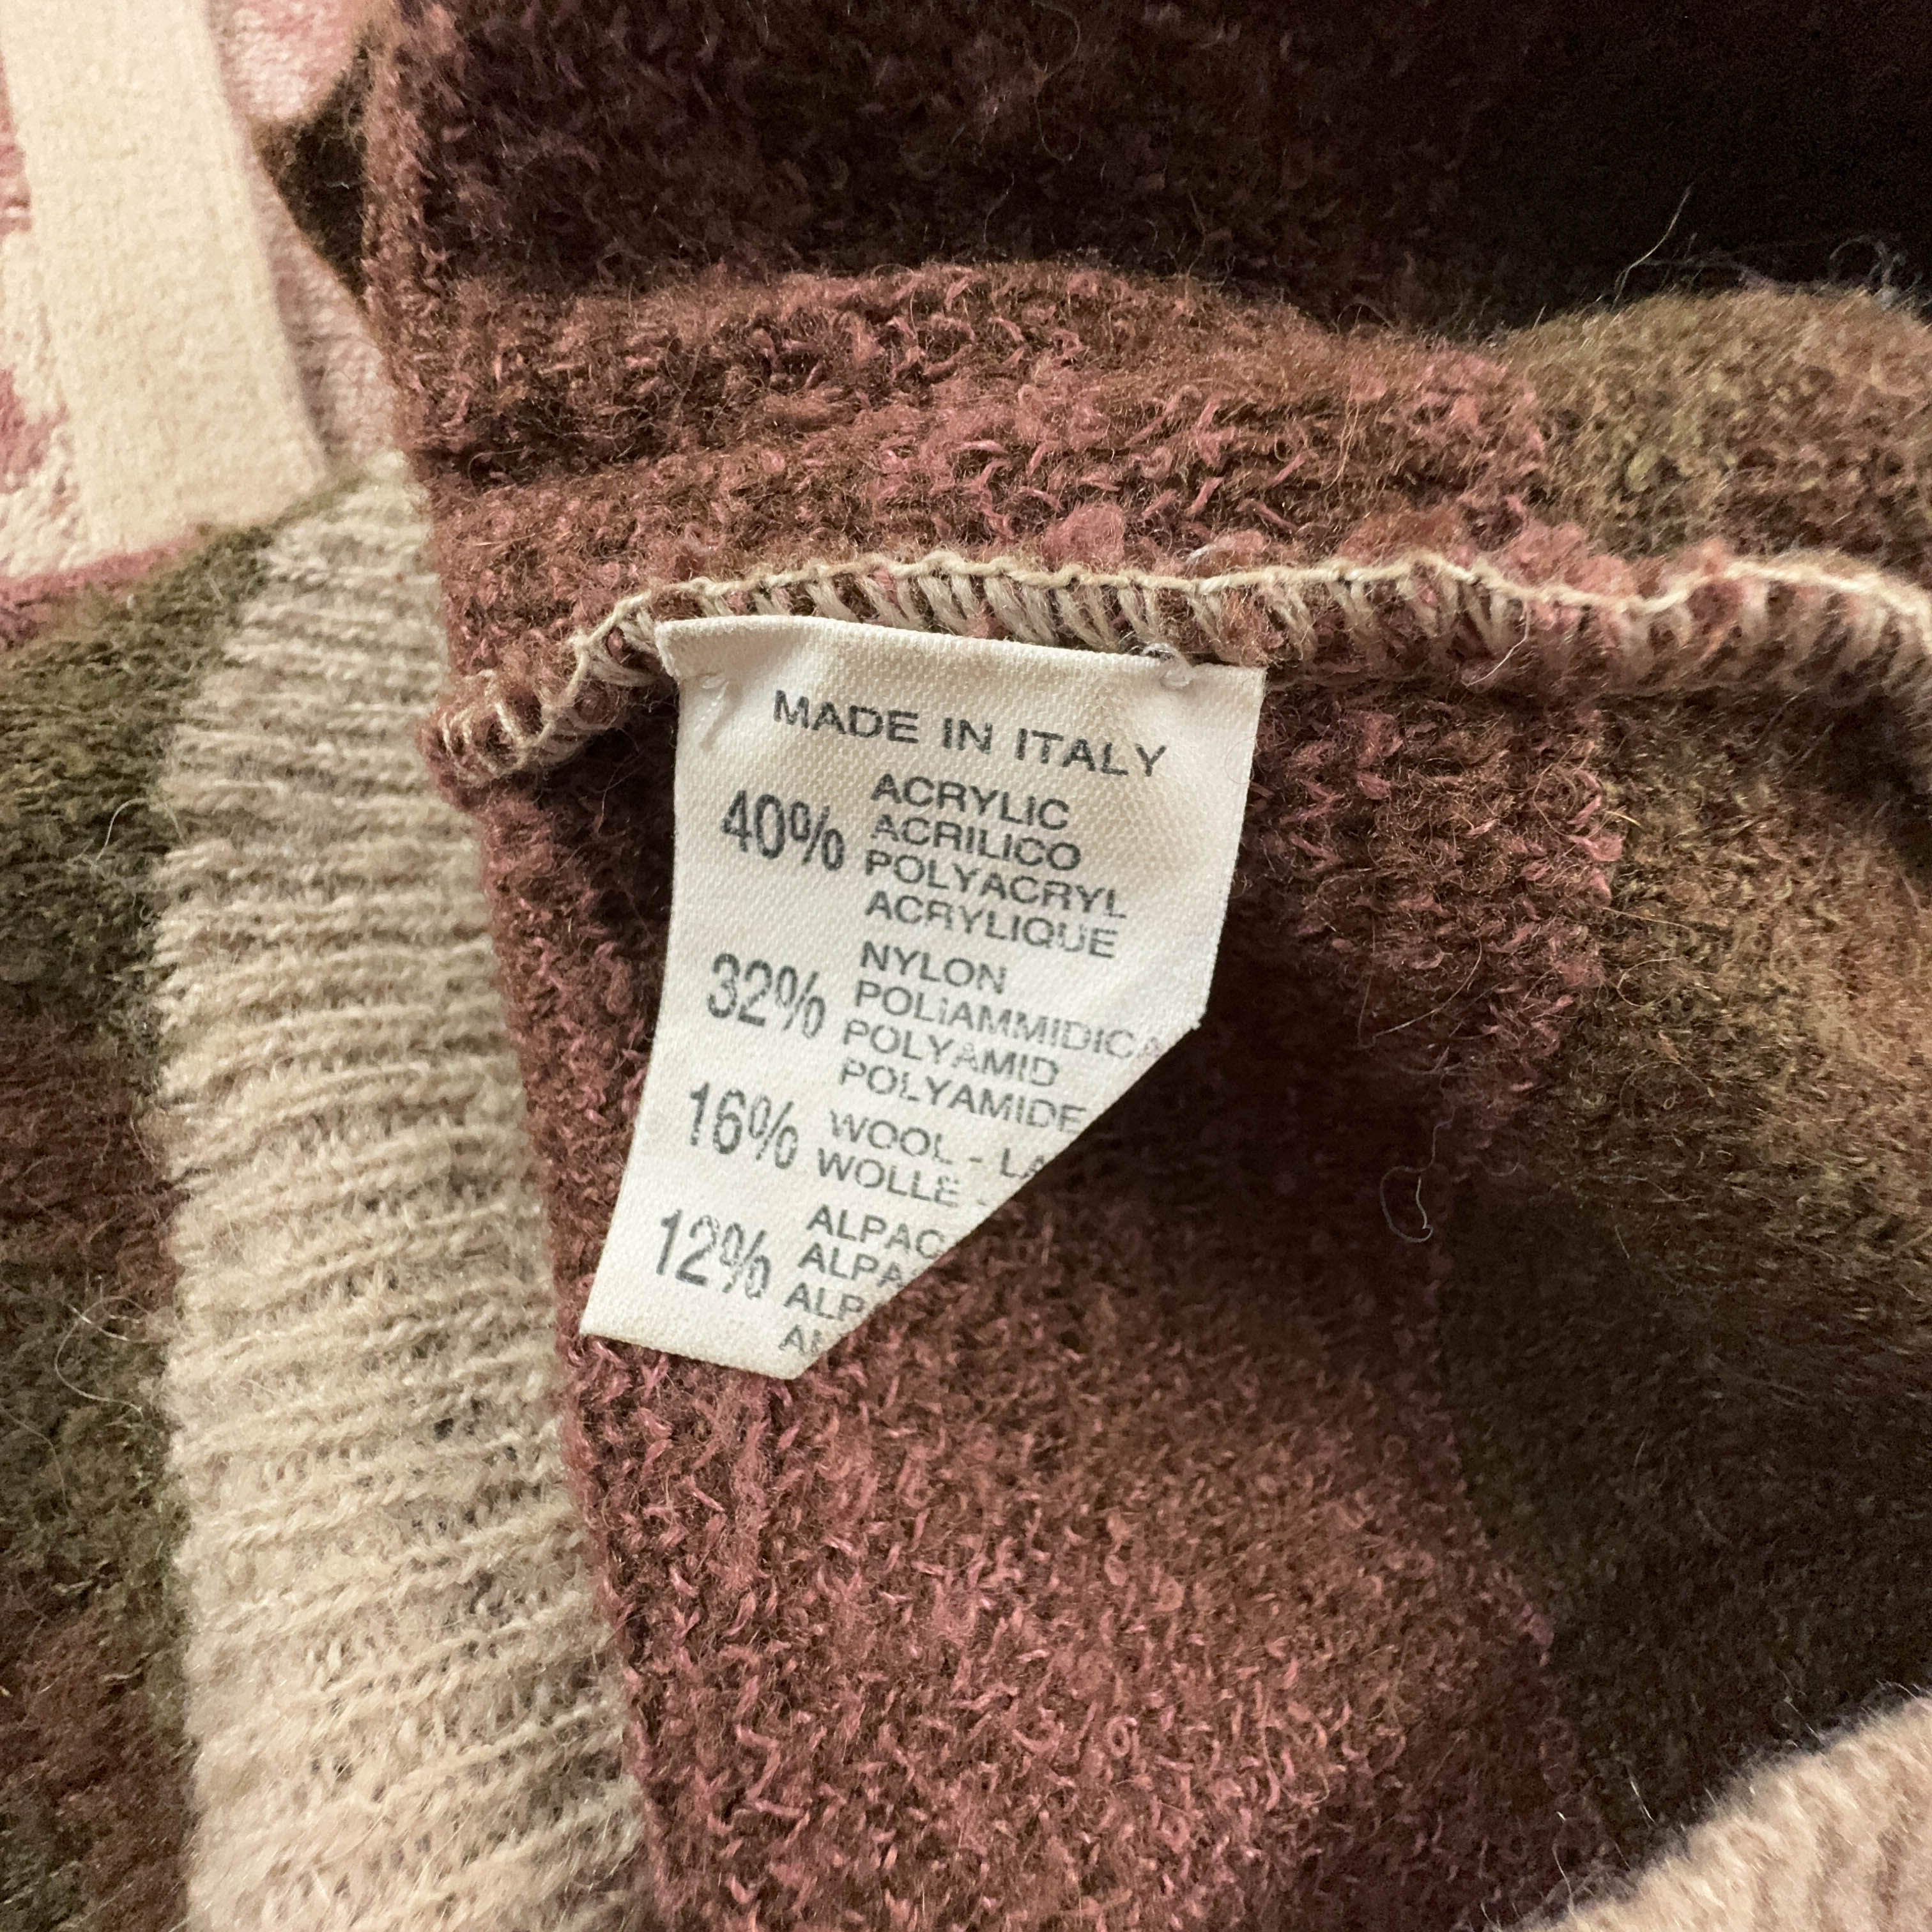 MADE IN ITALY
40% ACRYLIC
ACRILICO
POLYACRYL
ACRYLIQUE
32% NYLON
POLiAMMIDICA
POLYAMID
POLYAMIDE
16% WOOL - LA
WOLLE -
12% ALPAC
ALPA
ALP
AL